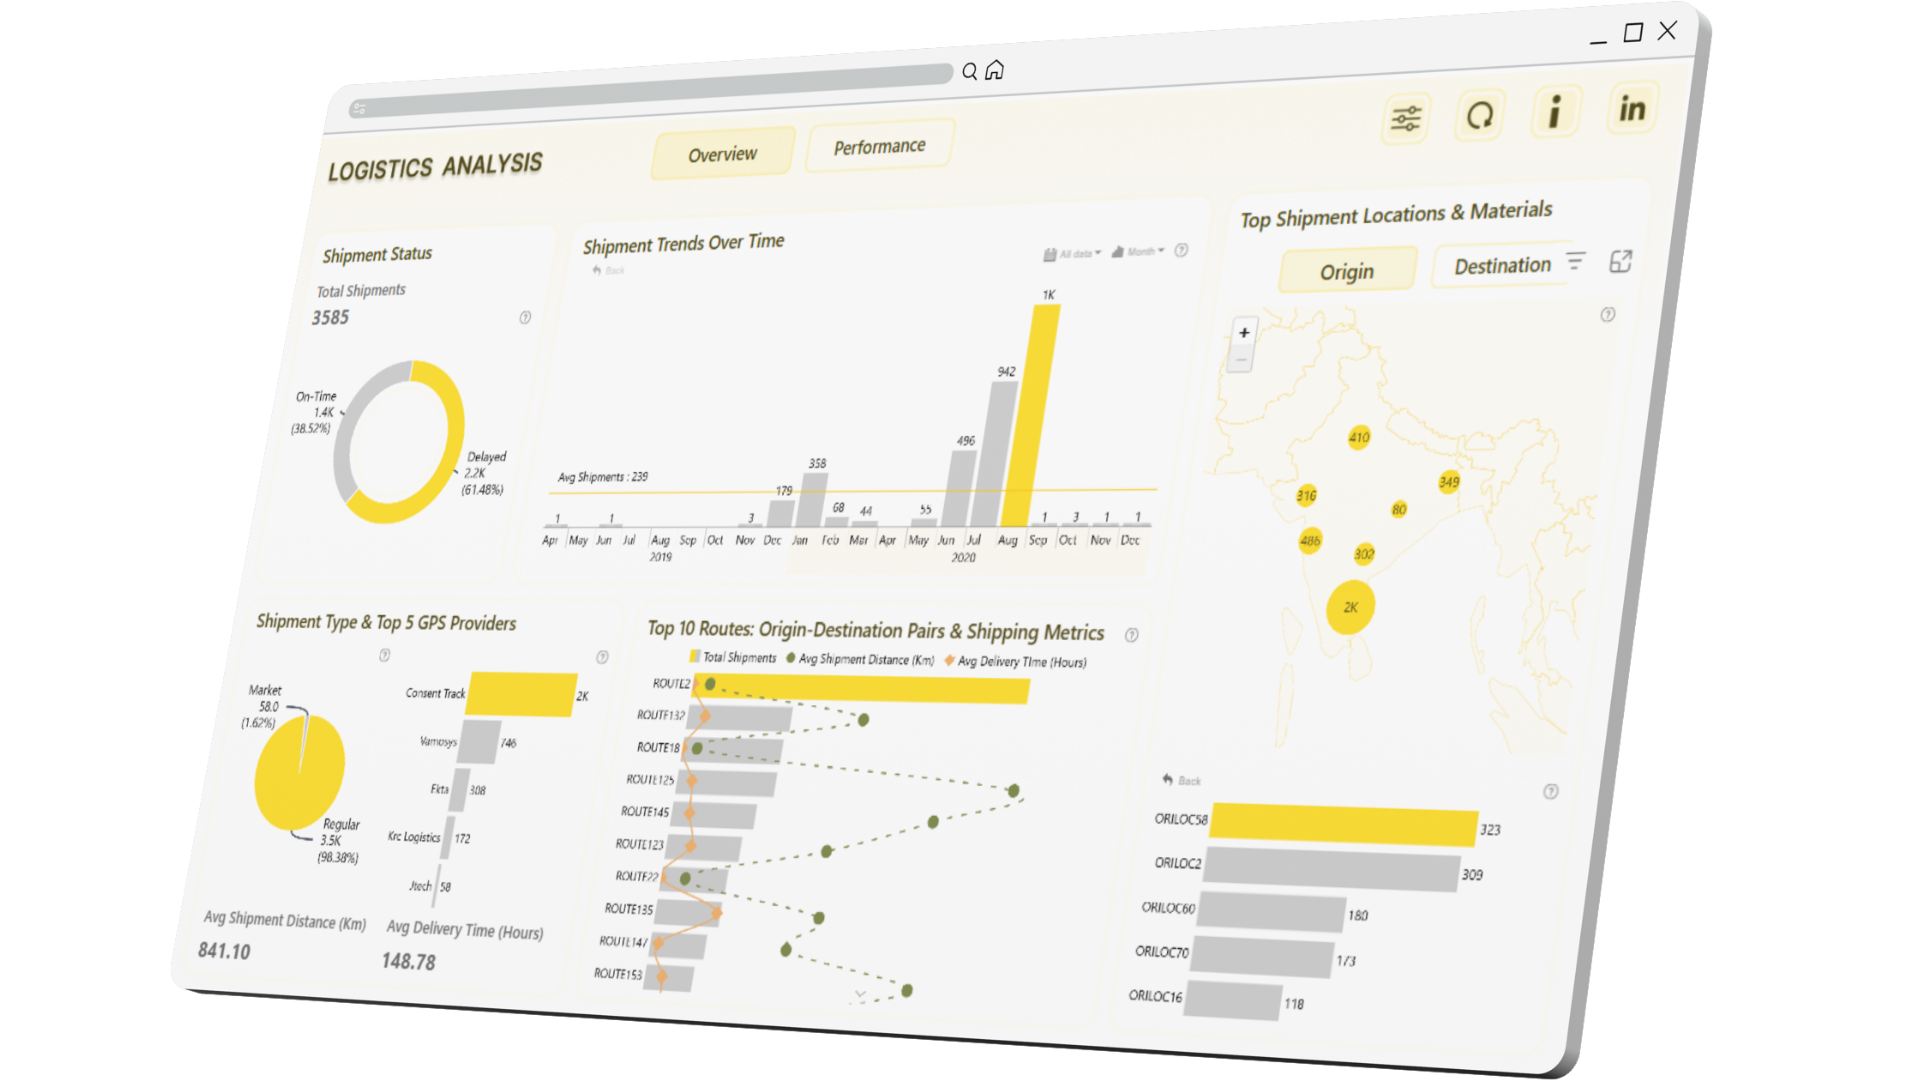 LOGISTICS ANALYSIS
Overview
Performance
in
Shipment Status
Total Shipments
3585
On-Time
1.4K
(38.52%)
Delayed
2.2K
(61.48%)
Shipment Trends Over Time
Back
All data
Month
1K
942
496
358
Avg Shipments : 239
179
68
44
55
1
1
3
1
3
1
1
Apr May Jun Jul Aug Sep Oct Nov Dec Jan Feb Mar Apr May Jun Jul Aug Sep Oct Nov Dec
2019
2020
Top Shipment Locations & Materials
Origin
Destination
+
−
410
349
316
80
486
302
2K
Back
ORILOC58 323
ORILOC2 309
ORILOC60 180
ORILOC70 173
ORILOC16 118
Shipment Type & Top 5 GPS Providers
Market
58.0
(1.62%)
Regular
3.5K
(98.38%)
Consent Track 2K
Vamosys 746
Ekta 308
Krc Logistics 172
Jtech 58
Avg Shipment Distance (Km)
841.10
Avg Delivery Time (Hours)
148.78
Top 10 Routes: Origin-Destination Pairs & Shipping Metrics
Total Shipments Avg Shipment Distance (Km) Avg Delivery TIme (Hours)
ROUTE2
ROUTE132
ROUTE18
ROUTE125
ROUTE145
ROUTE123
ROUTE22
ROUTE135
ROUTE147
ROUTE153